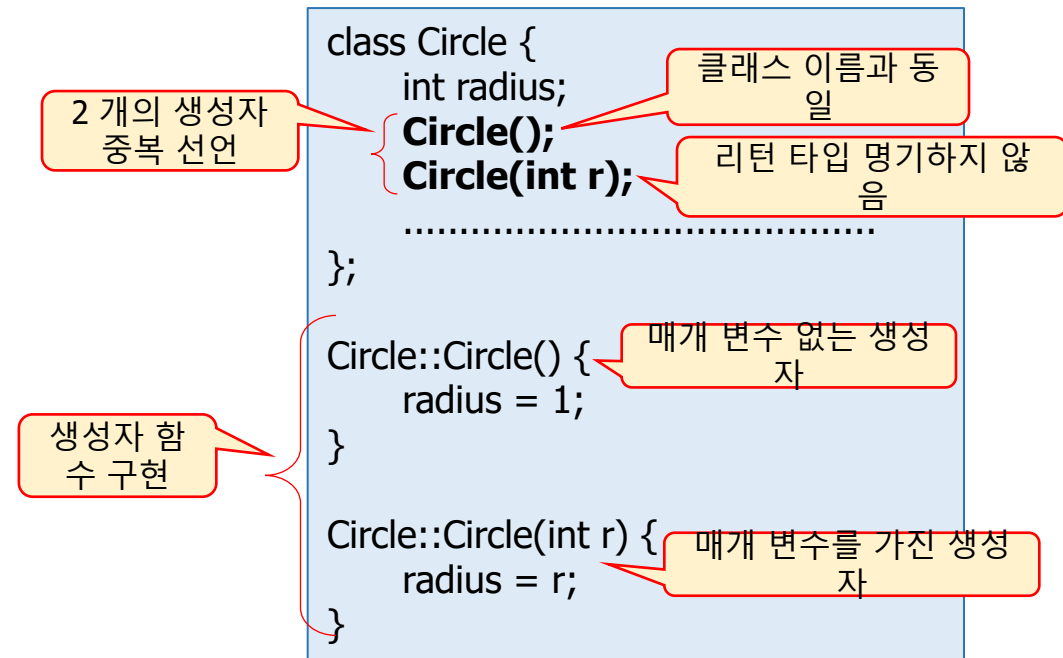 class Circle {
클래스 이름과 동
일
int radius;
2 개의 생성자
중복 선언
Circle();
Circle(int r);
리턴 타입 명기하지 않
음
..........................................
};
Circle::Circle() {
매개 변수 없는 생성
자
radius = 1;
}
생성자 함
수 구현
Circle::Circle(int r) {
매개 변수를 가진 생성
자
radius = r;
}